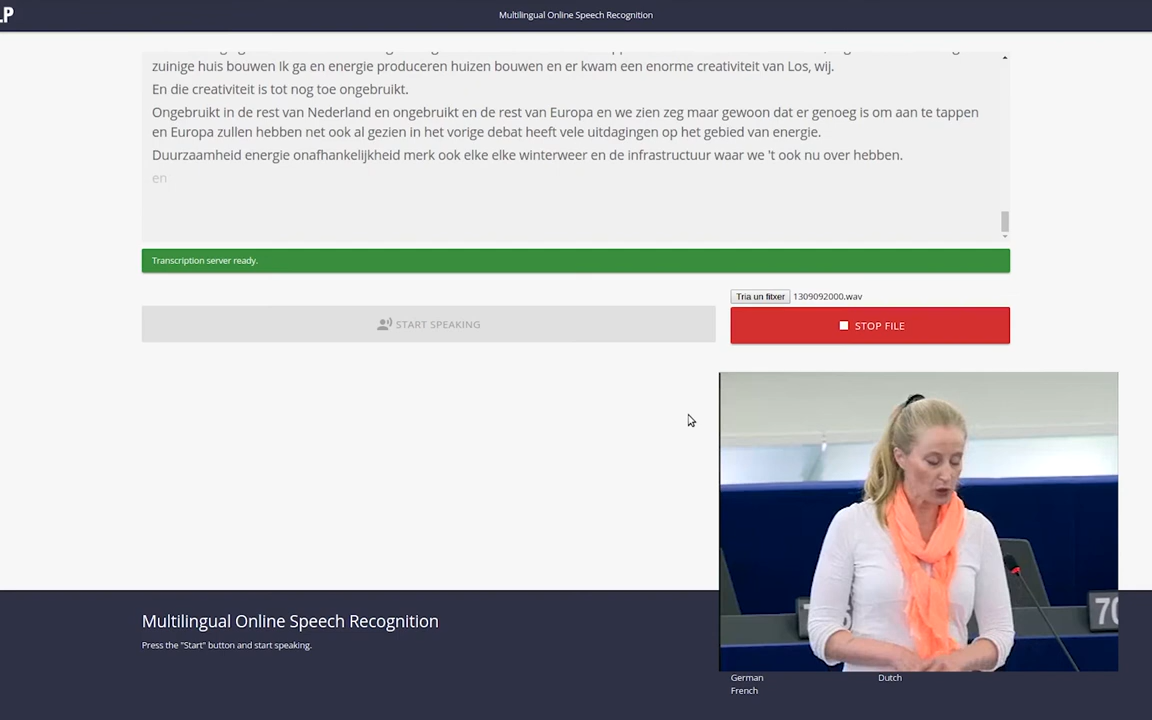 LP
Multilingual Online Speech Recognition
zuinige huis bouwen Ik ga en energie produceren huizen bouwen en er kwam een enorme creativiteit van Los, wij.
En die creativiteit is tot nog toe ongebruikt.
Ongebruikt in de rest van Nederland en ongebruikt en de rest van Europa en we zien zeg maar gewoon dat er genoeg is om aan te tappen
en Europa zullen hebben net ook al gezien in het vorige debat heeft vele uitdagingen op het gebied van energie.
Duurzaamheid energie onafhankelijkheid merk ook elke elke winterweer en de infrastructuur waar we 't ook nu over hebben.
en
Transcription server ready.
Tria un fitxer 1309092000.wav
START SPEAKING
STOP FILE
70
Multilingual Online Speech Recognition
Press the "Start" button and start speaking.
German Dutch
French